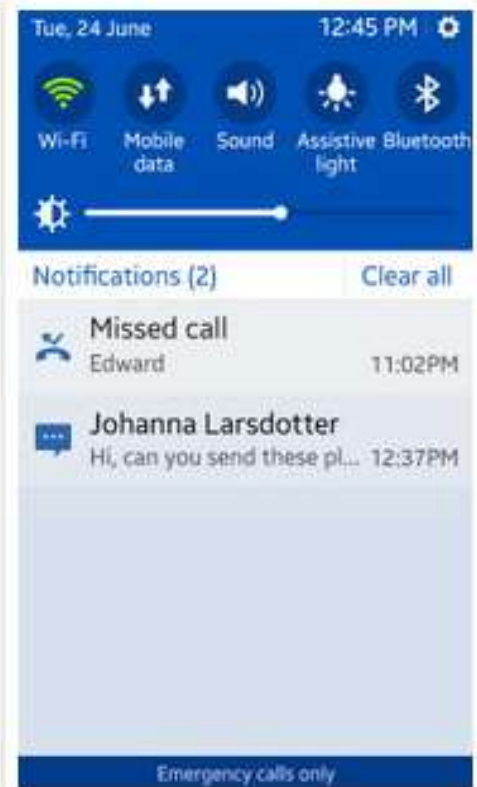 Tue, 24 June 12:45 PM
Wi-Fi Mobile data Sound Assistive light Bluetooth
Notifications (2) Clear all
Missed call
Edward 11:02PM
Johanna Larsdotter
Hi, can you send these pl... 12:37PM
Emergency calls only